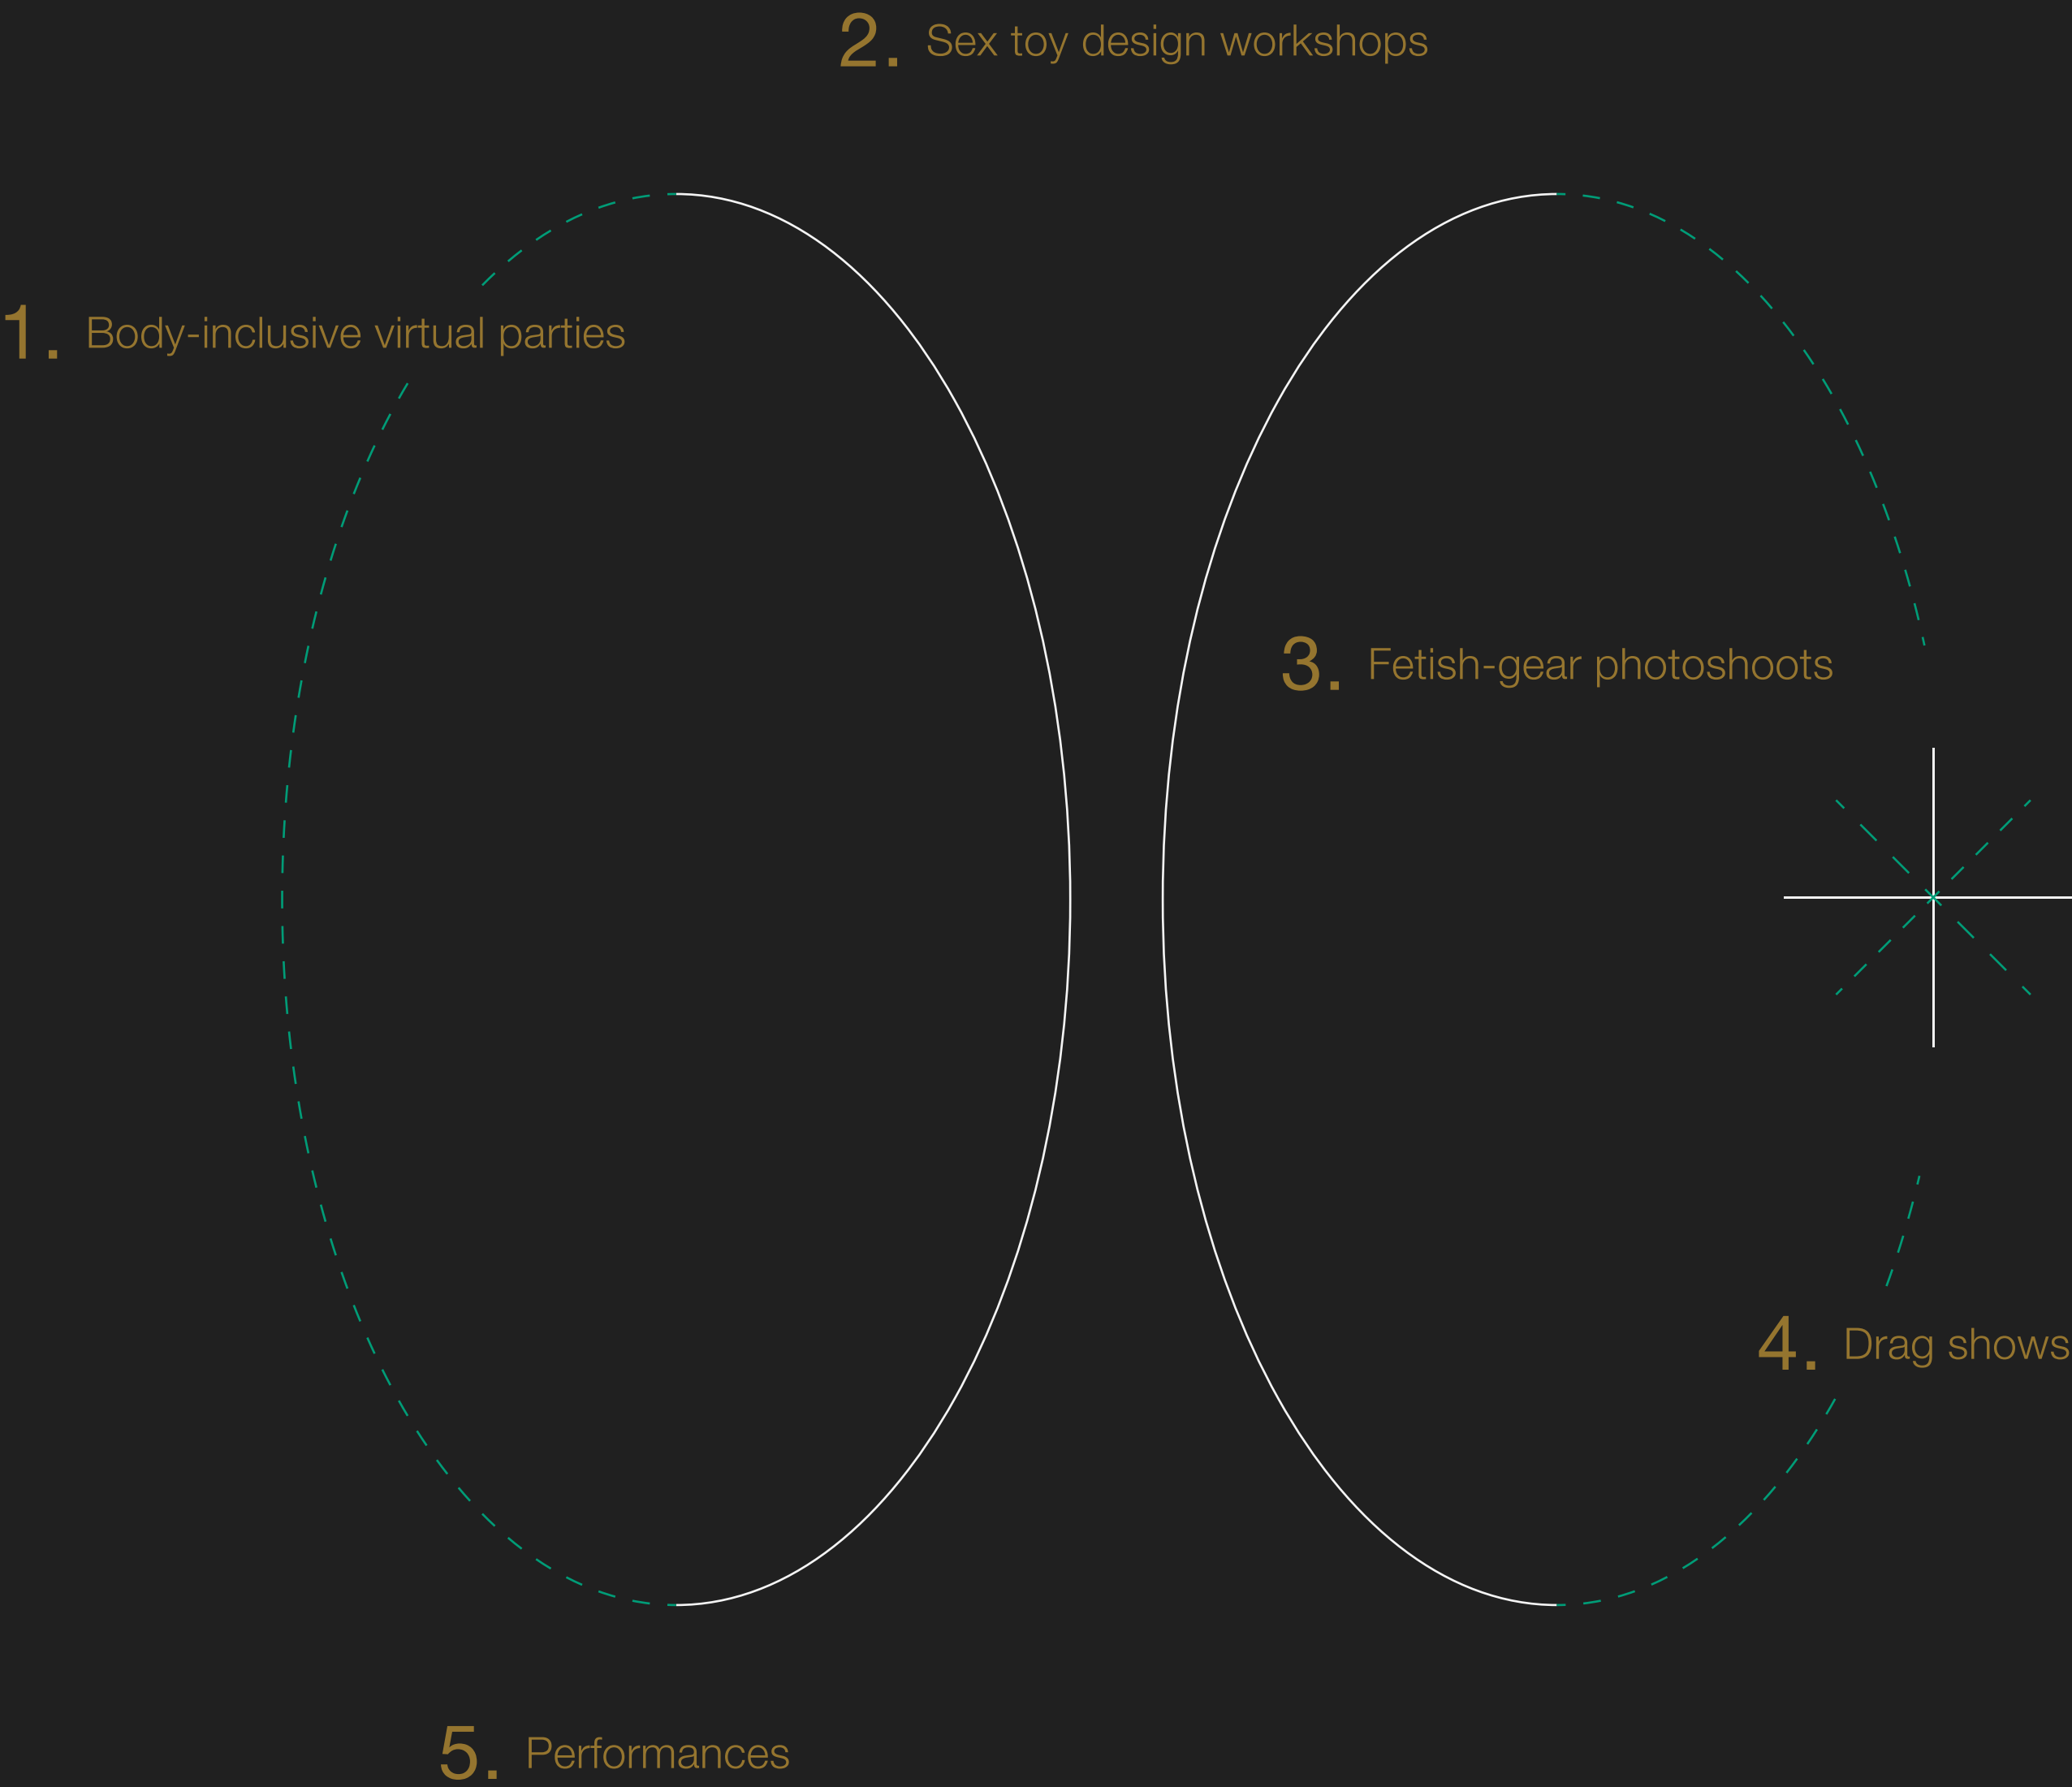 1. Body-inclusive virtual parties
2. Sex toy design workshops
3. Fetish-gear photoshoots
4. Drag shows
5. Performances